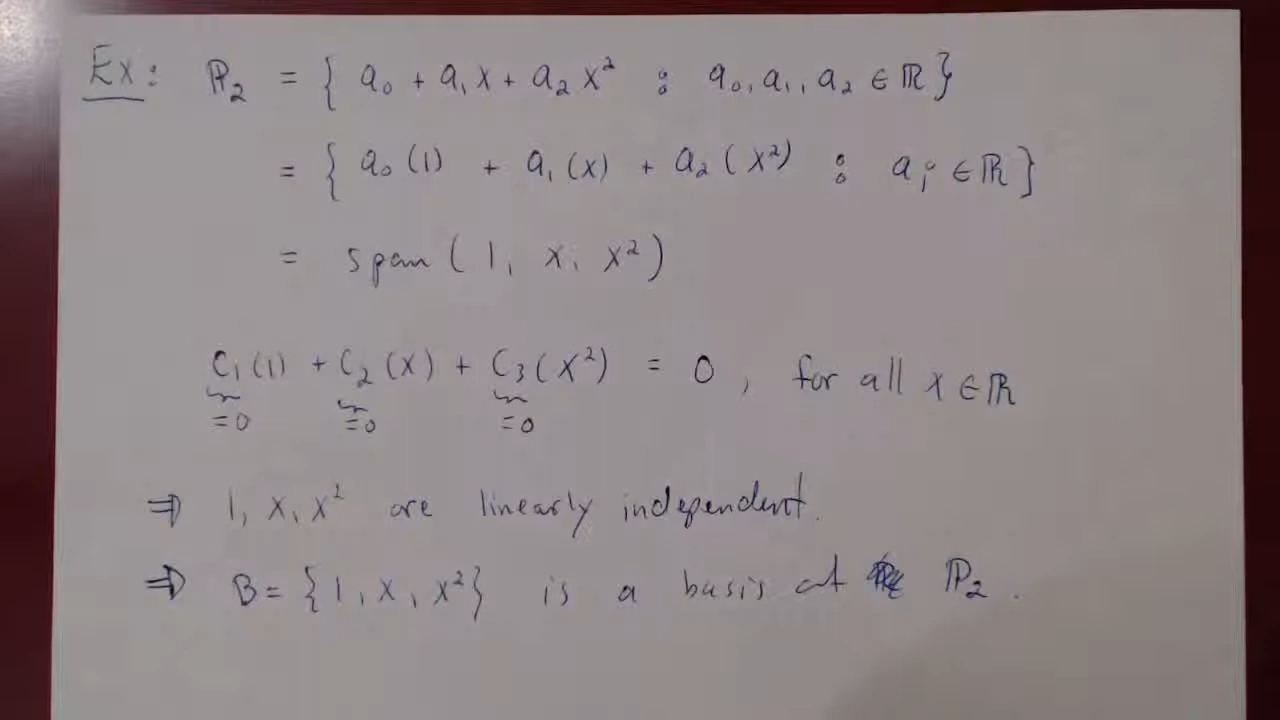 Ex: ℙ₂ = { a₀ + a₁x + a₂x² : a₀, a₁, a₂ ∈ ℝ }
= { a₀(1) + a₁(x) + a₂(x²) : aᵢ ∈ ℝ }
= span(1, x, x²)
C₁(1) + C₂(x) + C₃(x²) = 0, for all x ∈ ℝ
=0 =0 =0
⇒ 1, x, x² are linearly independent.
⇒ B = {1, x, x²} is a basis of ℙ₂.